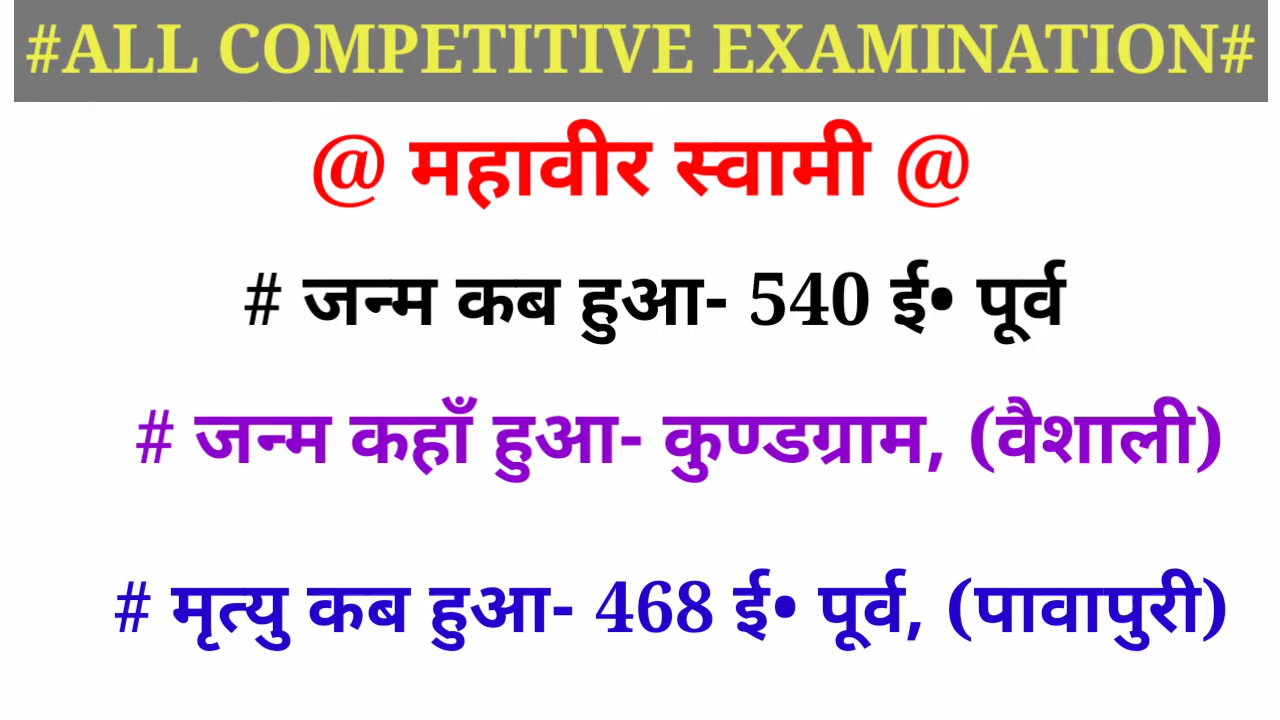 #ALL COMPETITIVE EXAMINATION#
@ महावीर स्वामी @
# जन्म कब हुआ- 540 ई• पूर्व
# जन्म कहाँ हुआ- कुण्डग्राम, (वैशाली)
# मृत्यु कब हुआ- 468 ई• पूर्व, (पावापुरी)